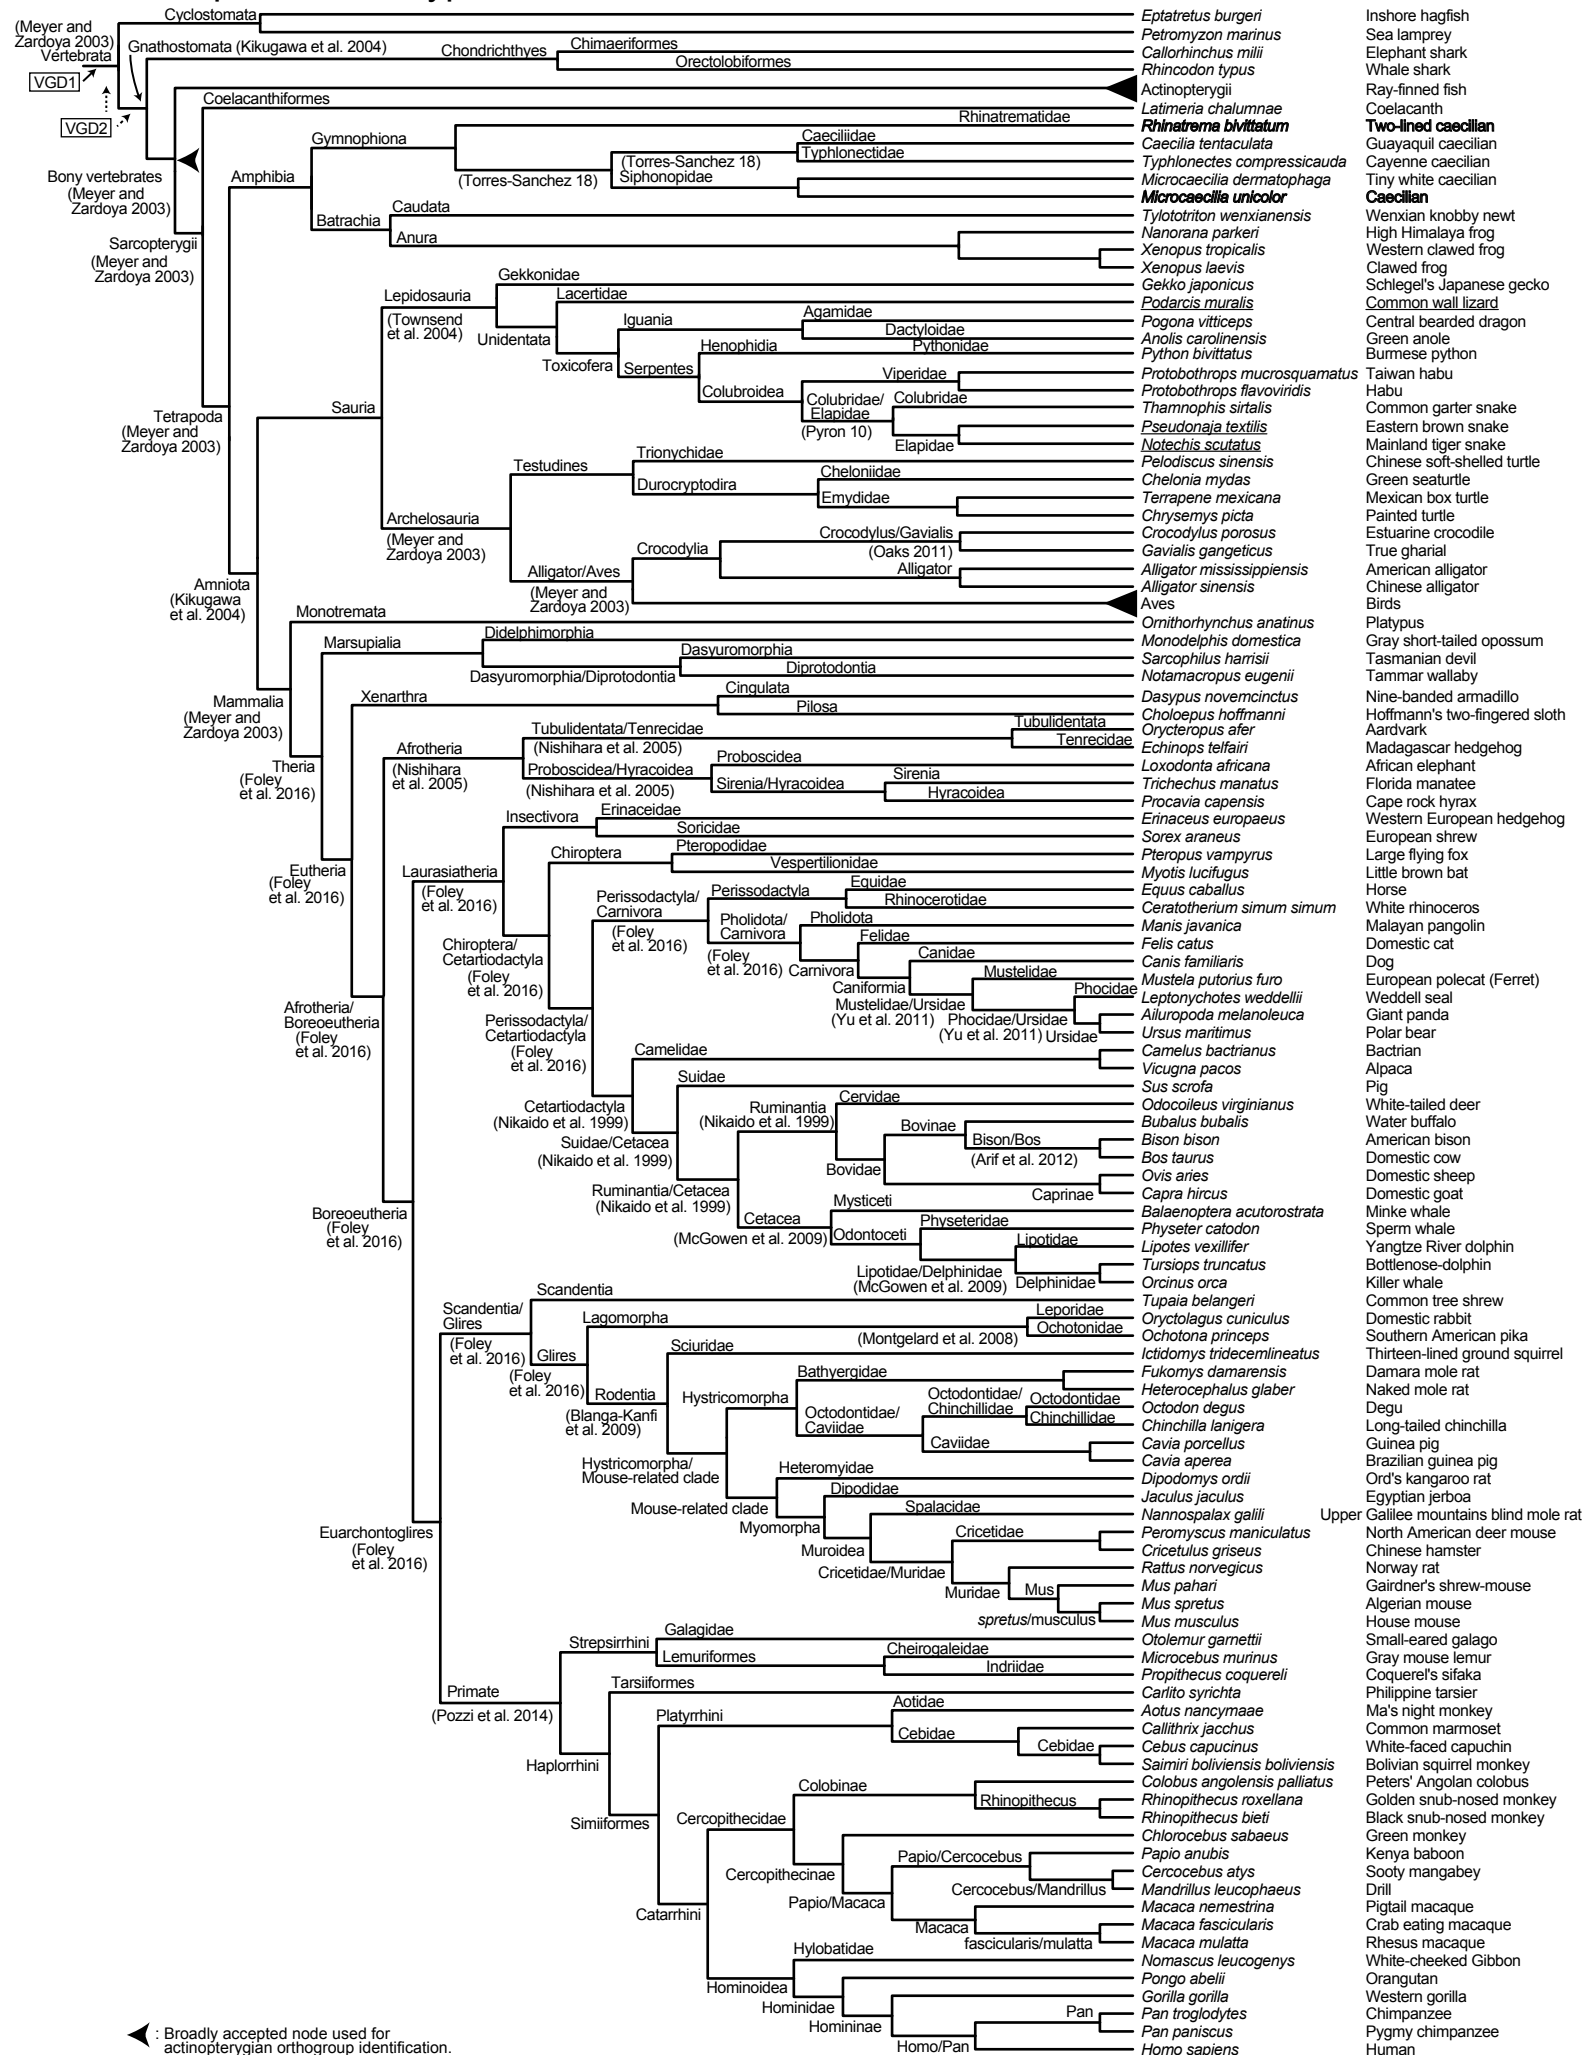 Cyclostomata
Eptatretus burgeri Inshore hagfish
(Meyer and
Zardoya 2003)
Petromyzon marinus Sea lamprey
Vertebrata
Gnathostomata (Kikugawa et al. 2004)
Chondrichthyes
Chimaeriformes
Callorhinchus milii Elephant shark
Orectolobiformes
Rhincodon typus Whale shark
VGD1
Actinopterygii Ray-finned fish
VGD2
Coelacanthiformes
Latimeria chalumnae Coelacanth
Bony vertebrates
(Meyer and
Zardoya 2003)
Sarcopterygii
(Meyer and
Zardoya 2003)
Amphibia
Gymnophiona
Rhinatrematidae
Rhinatrema bivittatum Two-lined caecilian
Caeciliidae
Caecilia tentaculata Guayaquil caecilian
(Torres-Sanchez 18)
Typhlonectidae
Typhlonectes compressicauda Cayenne caecilian
(Torres-Sanchez 18)
Siphonopidae
Microcaecilia dermatophaga Tiny white caecilian
Microcaecilia unicolor Caecilian
Batrachia
Caudata
Tylototriton wenxianensis Wenxian knobby newt
Anura
Nanorana parkeri High Himalaya frog
Xenopus tropicalis Western clawed frog
Xenopus laevis Clawed frog
Tetrapoda
(Meyer and
Zardoya 2003)
Sauria
Lepidosauria
(Townsend
et al. 2004)
Gekkonidae
Gekko japonicus Schlegel's Japanese gecko
Unidentata
Lacertidae
Podarcis muralis Common wall lizard
Toxicofera
Iguania
Agamidae
Pogona vitticeps Central bearded dragon
Dactyloidae
Anolis carolinensis Green anole
Serpentes
Henophidia
Pythonidae
Python bivittatus Burmese python
Colubroidea
Viperidae
Protobothrops mucrosquamatus Taiwan habu
Protobothrops flavoviridis Habu
Colubridae/
Elapidae
(Pyron 10)
Colubridae
Thamnophis sirtalis Common garter snake
Pseudonaja textilis Eastern brown snake
Elapidae
Notechis scutatus Mainland tiger snake
Archelosauria
(Meyer and
Zardoya 2003)
Testudines
Trionychidae
Pelodiscus sinensis Chinese soft-shelled turtle
Durocryptodira
Cheloniidae
Chelonia mydas Green seaturtle
Emydidae
Terrapene mexicana Mexican box turtle
Chrysemys picta Painted turtle
Alligator/Aves
(Meyer and
Zardoya 2003)
Crocodylia
Crocodylus/Gavialis
(Oaks 2011)
Crocodylus porosus Estuarine crocodile
Gavialis gangeticus True gharial
Alligator
Alligator mississippiensis American alligator
Alligator sinensis Chinese alligator
Aves Birds
Amniota
(Kikugawa
et al. 2004)
Mammalia
(Meyer and
Zardoya 2003)
Monotremata
Ornithorhynchus anatinus Platypus
Theria
(Foley
et al. 2016)
Marsupialia
Didelphimorphia
Monodelphis domestica Gray short-tailed opossum
Dasyuromorphia/Diprotodontia
Dasyuromorphia
Sarcophilus harrisii Tasmanian devil
Diprotodontia
Notamacropus eugenii Tammar wallaby
Eutheria
(Foley
et al. 2016)
Xenarthra
Cingulata
Dasypus novemcinctus Nine-banded armadillo
Pilosa
Choloepus hoffmanni Hoffmann's two-fingered sloth
Afrotheria/
Boreoeutheria
(Foley
et al. 2016)
Afrotheria
(Nishihara
et al. 2005)
Tubulidentata/Tenrecidae
(Nishihara et al. 2005)
Tubulidentata
Orycteropus afer Aardvark
Tenrecidae
Echinops telfairi Madagascar hedgehog
Proboscidea/Hyracoidea
(Nishihara et al. 2005)
Proboscidea
Loxodonta africana African elephant
Sirenia/Hyracoidea
Sirenia
Trichechus manatus Florida manatee
Hyracoidea
Procavia capensis Cape rock hyrax
Boreoeutheria
(Foley
et al. 2016)
Laurasiatheria
(Foley
et al. 2016)
Insectivora
Erinaceidae
Erinaceus europaeus Western European hedgehog
Soricidae
Sorex araneus European shrew
Chiroptera/
Cetartiodactyla
(Foley
et al. 2016)
Chiroptera
Pteropodidae
Pteropus vampyrus Large flying fox
Vespertilionidae
Myotis lucifugus Little brown bat
Perissodactyla/
Cetartiodactyla
(Foley
et al. 2016)
Perissodactyla/
Carnivora
(Foley
et al. 2016)
Perissodactyla
Equidae
Equus caballus Horse
Rhinocerotidae
Ceratotherium simum simum White rhinoceros
Pholidota/
Carnivora
(Foley
et al. 2016)
Pholidota
Manis javanica Malayan pangolin
Carnivora
Felidae
Felis catus Domestic cat
Caniformia
Canidae
Canis familiaris Dog
Mustelidae/Ursidae
(Yu et al. 2011)
Mustelidae
Mustela putorius furo European polecat (Ferret)
Phocidae/Ursidae
(Yu et al. 2011)
Phocidae
Leptonychotes weddellii Weddell seal
Ailuropoda melanoleuca Giant panda
Ursidae
Ursus maritimus Polar bear
Cetartiodactyla
(Nikaido et al. 1999)
Camelidae
Camelus bactrianus Bactrian
Vicugna pacos Alpaca
Suidae/Cetacea
(Nikaido et al. 1999)
Suidae
Sus scrofa Pig
Ruminantia/Cetacea
(Nikaido et al. 1999)
Ruminantia
(Nikaido et al. 1999)
Cervidae
Odocoileus virginianus White-tailed deer
Bovidae
Bovinae
Bubalus bubalis Water buffalo
Bison/Bos
(Arif et al. 2012)
Bison bison American bison
Bos taurus Domestic cow
Ovis aries Domestic sheep
Caprinae
Capra hircus Domestic goat
Cetacea
(McGowen et al. 2009)
Mysticeti
Balaenoptera acutorostrata Minke whale
Odontoceti
Physeteridae
Physeter catodon Sperm whale
Lipotidae/Delphinidae
(McGowen et al. 2009)
Lipotidae
Lipotes vexillifer Yangtze River dolphin
Tursiops truncatus Bottlenose-dolphin
Delphinidae
Orcinus orca Killer whale
Euarchontoglires
(Foley
et al. 2016)
Scandentia/
Glires
(Foley
et al. 2016)
Scandentia
Tupaia belangeri Common tree shrew
Glires
(Foley
et al. 2016)
Lagomorpha
(Montgelard et al. 2008)
Leporidae
Oryctolagus cuniculus Domestic rabbit
Ochotonidae
Ochotona princeps Southern American pika
Rodentia
(Blanga-Kanfi
et al. 2009)
Sciuridae
Ictidomys tridecemlineatus Thirteen-lined ground squirrel
Hystricomorpha/
Mouse-related clade
Hystricomorpha
Bathyergidae
Fukomys damarensis Damara mole rat
Heterocephalus glaber Naked mole rat
Octodontidae/
Caviidae
Octodontidae/
Chinchillidae
Octodontidae
Octodon degus Degu
Chinchillidae
Chinchilla lanigera Long-tailed chinchilla
Caviidae
Cavia porcellus Guinea pig
Cavia aperea Brazilian guinea pig
Mouse-related clade
Heteromyidae
Dipodomys ordii Ord's kangaroo rat
Myomorpha
Dipodidae
Jaculus jaculus Egyptian jerboa
Muroidea
Spalacidae
Nannospalax galili Upper Galilee mountains blind mole rat
Cricetidae/Muridae
Cricetidae
Peromyscus maniculatus North American deer mouse
Cricetulus griseus Chinese hamster
Muridae
Rattus norvegicus Norway rat
Mus
Mus pahari Gairdner's shrew-mouse
spretus/musculus
Mus spretus Algerian mouse
Mus musculus House mouse
Primate
(Pozzi et al. 2014)
Strepsirrhini
Galagidae
Otolemur garnettii Small-eared galago
Lemuriformes
Cheirogaleidae
Microcebus murinus Gray mouse lemur
Indriidae
Propithecus coquereli Coquerel's sifaka
Haplorrhini
Tarsiiformes
Carlito syrichta Philippine tarsier
Simiiformes
Platyrrhini
Aotidae
Aotus nancymaae Ma's night monkey
Cebidae
Callithrix jacchus Common marmoset
Cebidae
Cebus capucinus White-faced capuchin
Saimiri boliviensis boliviensis Bolivian squirrel monkey
Catarrhini
Cercopithecidae
Colobinae
Colobus angolensis palliatus Peters' Angolan colobus
Rhinopithecus
Rhinopithecus roxellana Golden snub-nosed monkey
Rhinopithecus bieti Black snub-nosed monkey
Cercopithecinae
Chlorocebus sabaeus Green monkey
Papio/Macaca
Papio/Cercocebus
Papio anubis Kenya baboon
Cercocebus/Mandrillus
Cercocebus atys Sooty mangabey
Mandrillus leucophaeus Drill
Macaca
Macaca nemestrina Pigtail macaque
fascicularis/mulatta
Macaca fascicularis Crab eating macaque
Macaca mulatta Rhesus macaque
Hominoidea
Hylobatidae
Nomascus leucogenys White-cheeked Gibbon
Hominidae
Pongo abelii Orangutan
Homininae
Gorilla gorilla Western gorilla
Homo/Pan
Pan
Pan troglodytes Chimpanzee
Pan paniscus Pygmy chimpanzee
Homo sapiens Human
: Broadly accepted node used for
actinopterygian orthogroup identification.